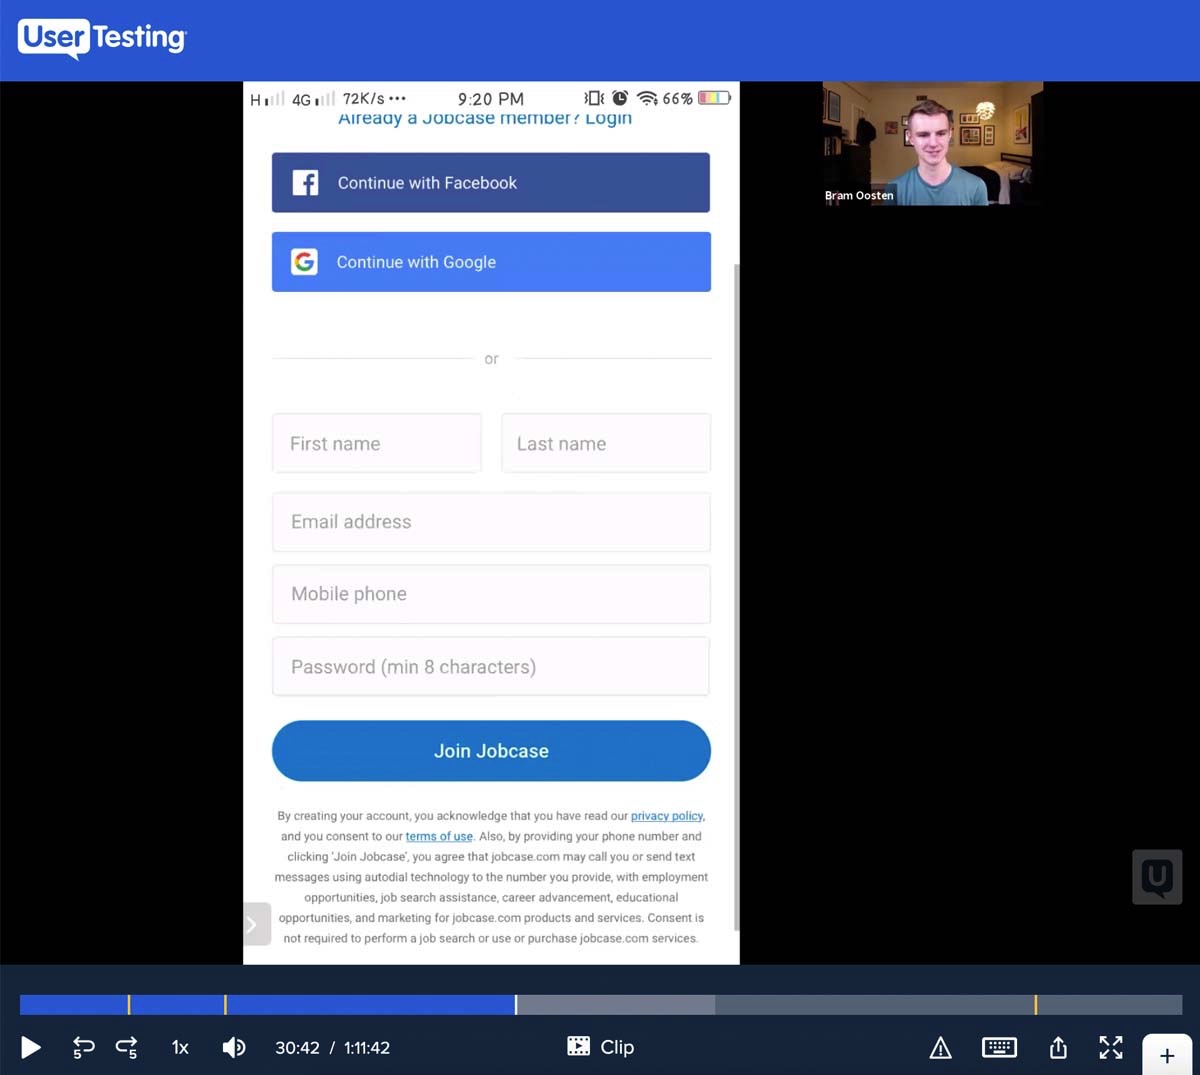 UserTesting
H 4G 72K/s ••• 9:20 PM 66%
Already a Jobcase member? Login
Continue with Facebook
Continue with Google
or
First name Last name
Email address
Mobile phone
Password (min 8 characters)
Join Jobcase
By creating your account, you acknowledge that you have read our privacy policy,
and you consent to our terms of use. Also, by providing your phone number and
clicking 'Join Jobcase', you agree that jobcase.com may call you or send text
messages using autodial technology to the number you provide, with employment
opportunities, job search assistance, career advancement, educational
opportunities, and marketing for jobcase.com products and services. Consent is
not required to perform a job search or use or purchase jobcase.com services.
Bram Oosten
5 5 1x 30:42 / 1:11:42 Clip